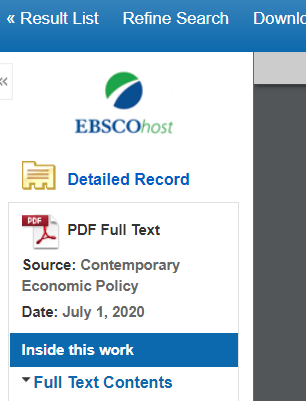 « Result List Refine Search
«
EBSCOhost
Detailed Record
PDF
PDF Full Text
Source: Contemporary
Economic Policy
Date: July 1, 2020
Inside this work
Full Text Contents